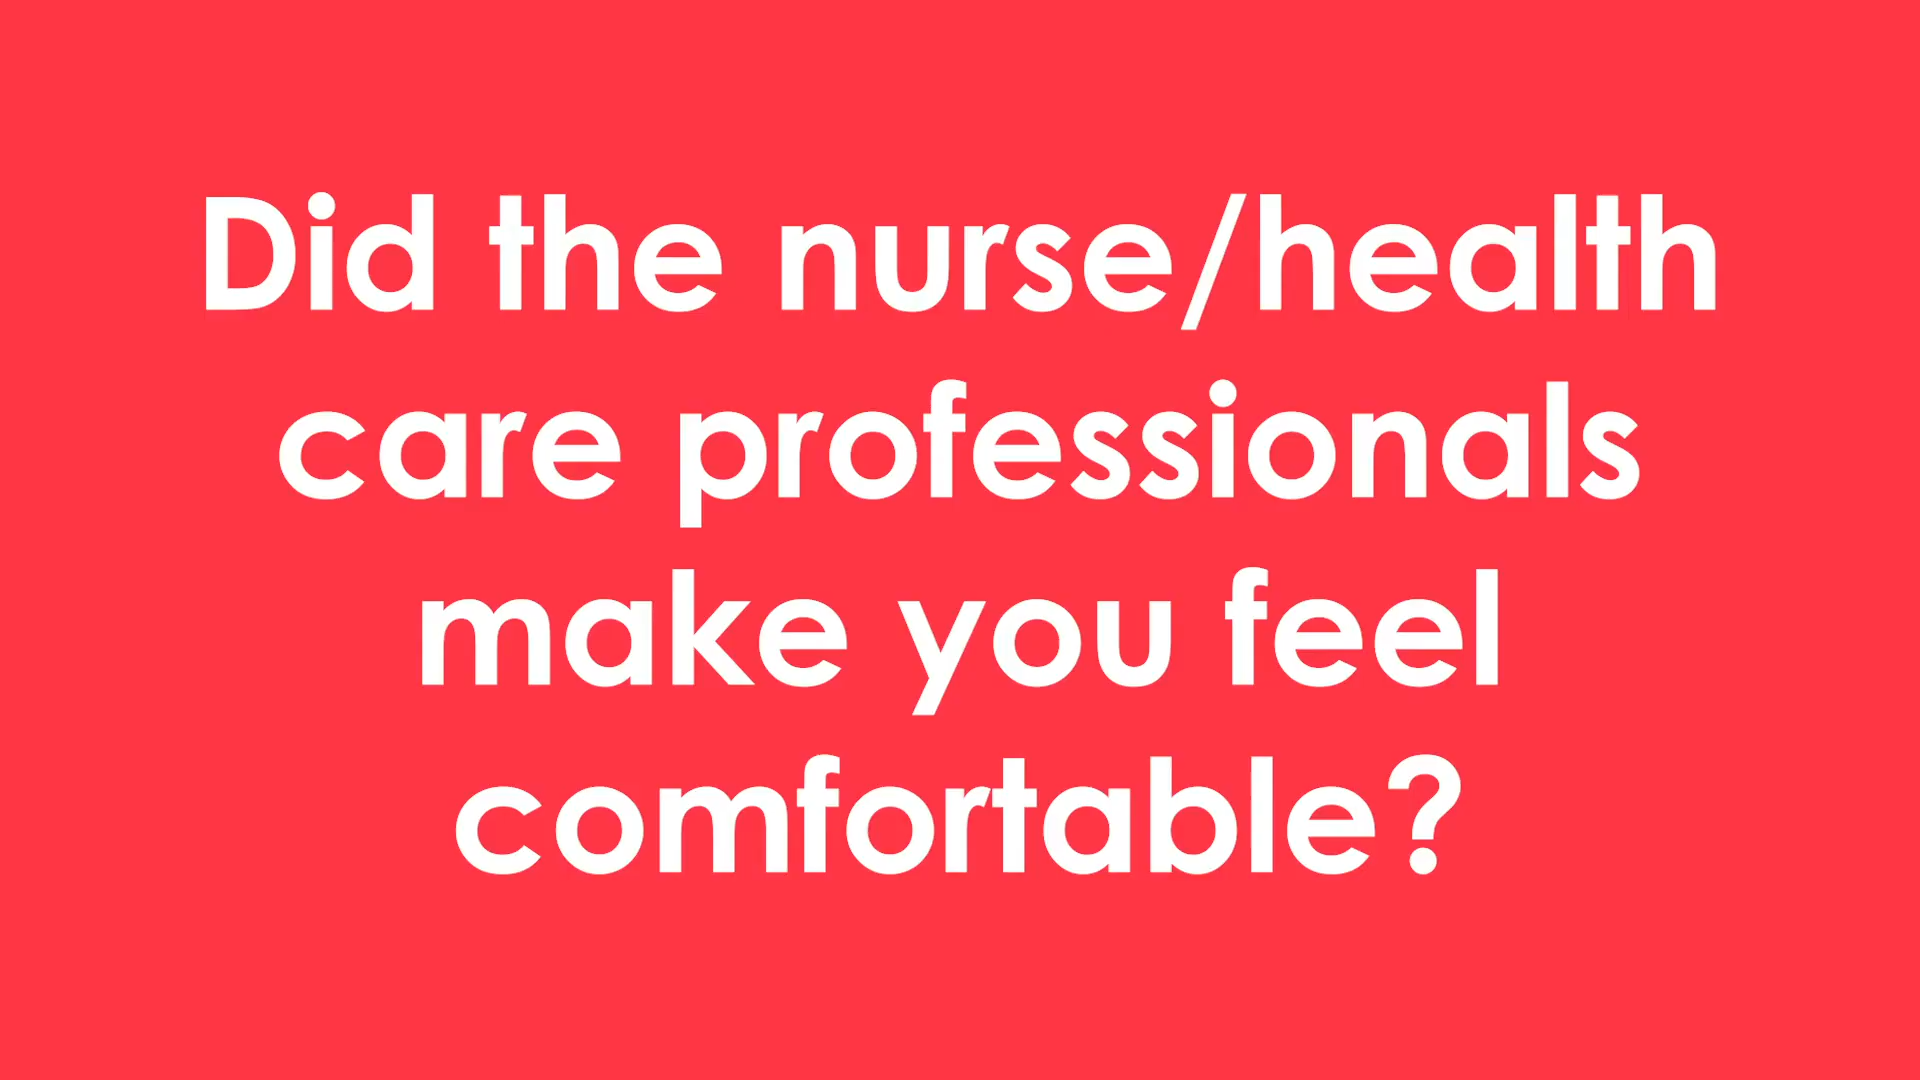 Did the nurse/health
care professionals
make you feel
comfortable?